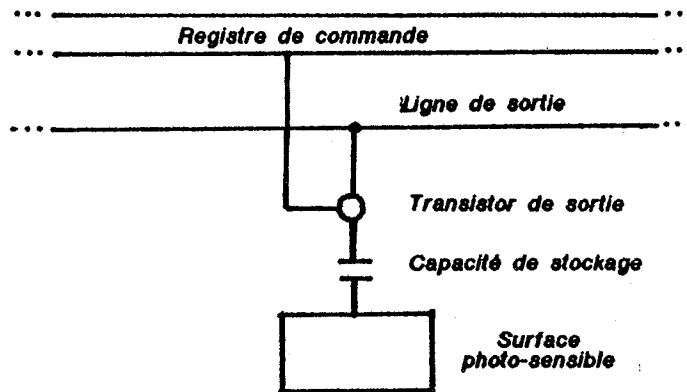 Registre de commande
Ligne de sortie
Transistor de sortie
Capacité de stockage
Surface
photo-sensible